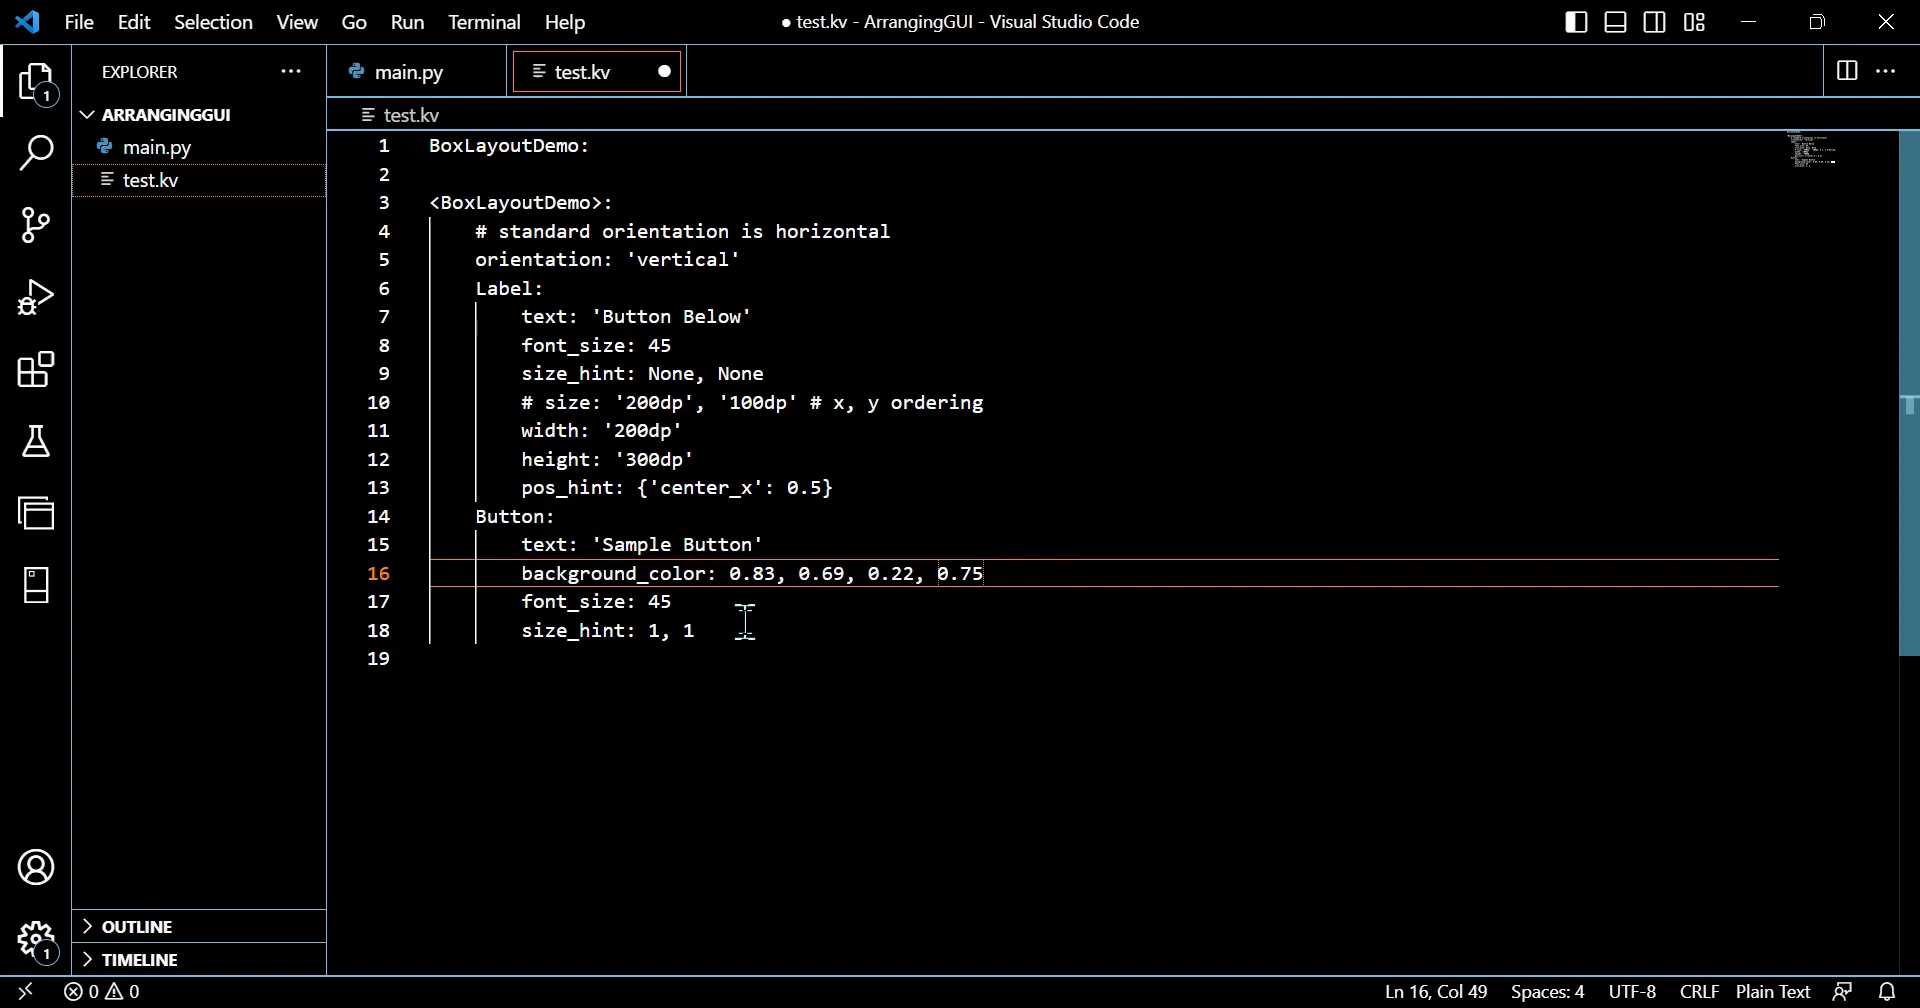 File Edit Selection View Go Run Terminal Help
● test.kv - ArrangingGUI - Visual Studio Code
EXPLORER
1
ARRANGINGGUI
main.py
test.kv
main.py
test.kv
test.kv
1 BoxLayoutDemo:
2
3 <BoxLayoutDemo>:
4 # standard orientation is horizontal
5 orientation: 'vertical'
6 Label:
7 text: 'Button Below'
8 font_size: 45
9 size_hint: None, None
10 # size: '200dp', '100dp' # x, y ordering
11 width: '200dp'
12 height: '300dp'
13 pos_hint: {'center_x': 0.5}
14 Button:
15 text: 'Sample Button'
16 background_color: 0.83, 0.69, 0.22, 0.75
17 font_size: 45
18 size_hint: 1, 1
19
OUTLINE
1
TIMELINE
0 0
Ln 16, Col 49 Spaces: 4 UTF-8 CRLF Plain Text